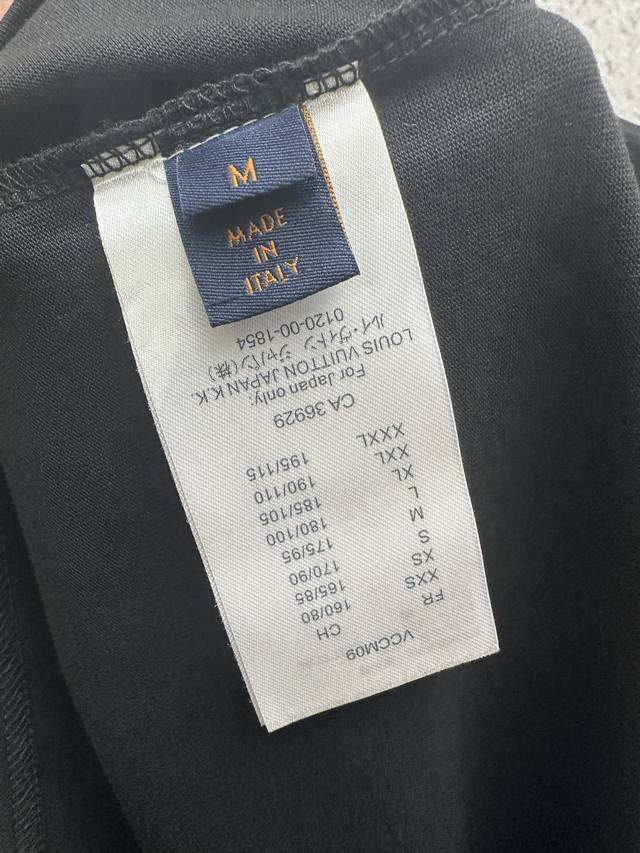 M
MADE
IN
ITALY
VCCM09
FR CH
XXS 160/80
XS 165/85
S 170/90
M 175/95
L 180/100
XL 185/105
XXL 190/110
XXXL 195/115
CA 36929
For Japan only:
LOUIS VUITTON JAPAN K.K.
ルイ・ヴィトン ジャパン(株)
0120-00-1854